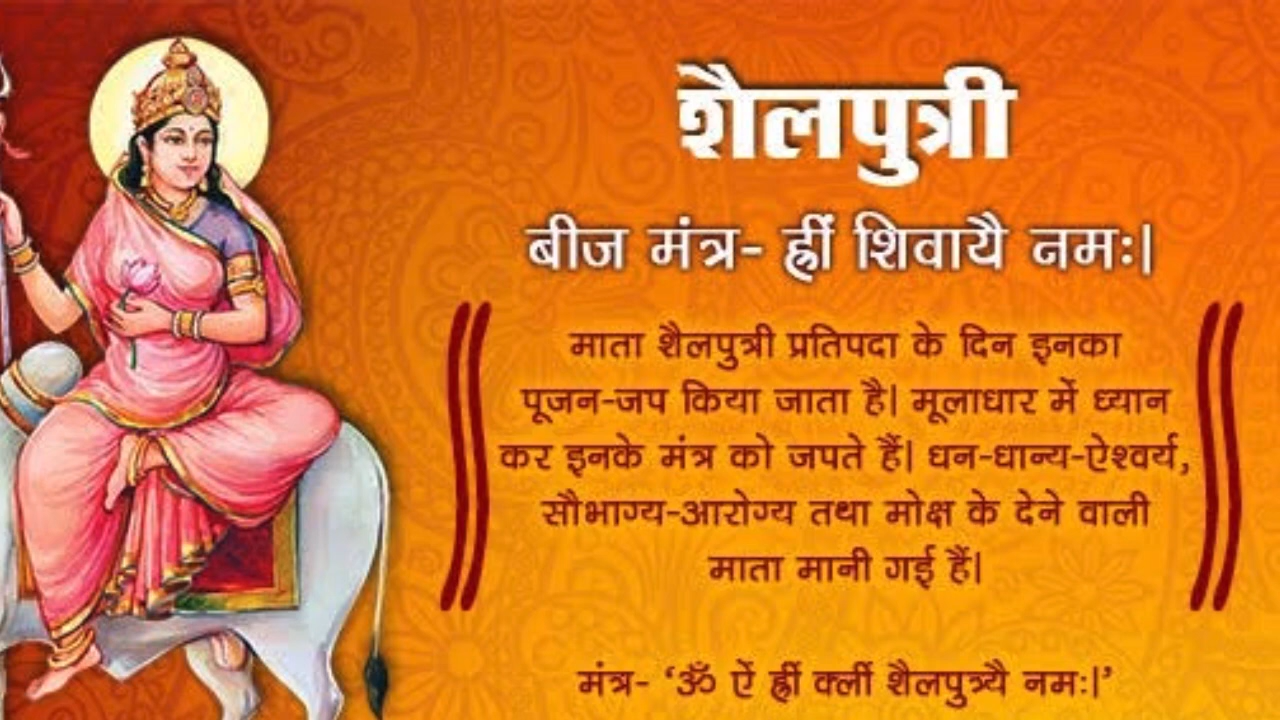 शैलपुत्री
बीज मंत्र- ह्रीं शिवायै नमः|
माता शैलपुत्री प्रतिपदा के दिन इनका
पूजन-जप किया जाता है| मूलाधार में ध्यान
कर इनके मंत्र को जपते हैं| धन-धान्य-ऐश्वर्य,
सौभाग्य-आरोग्य तथा मोक्ष के देने वाली
माता मानी गई हैं|
मंत्र- ‘ॐ ऐं ह्रीं क्लीं शैलपुत्र्यै नमः|’